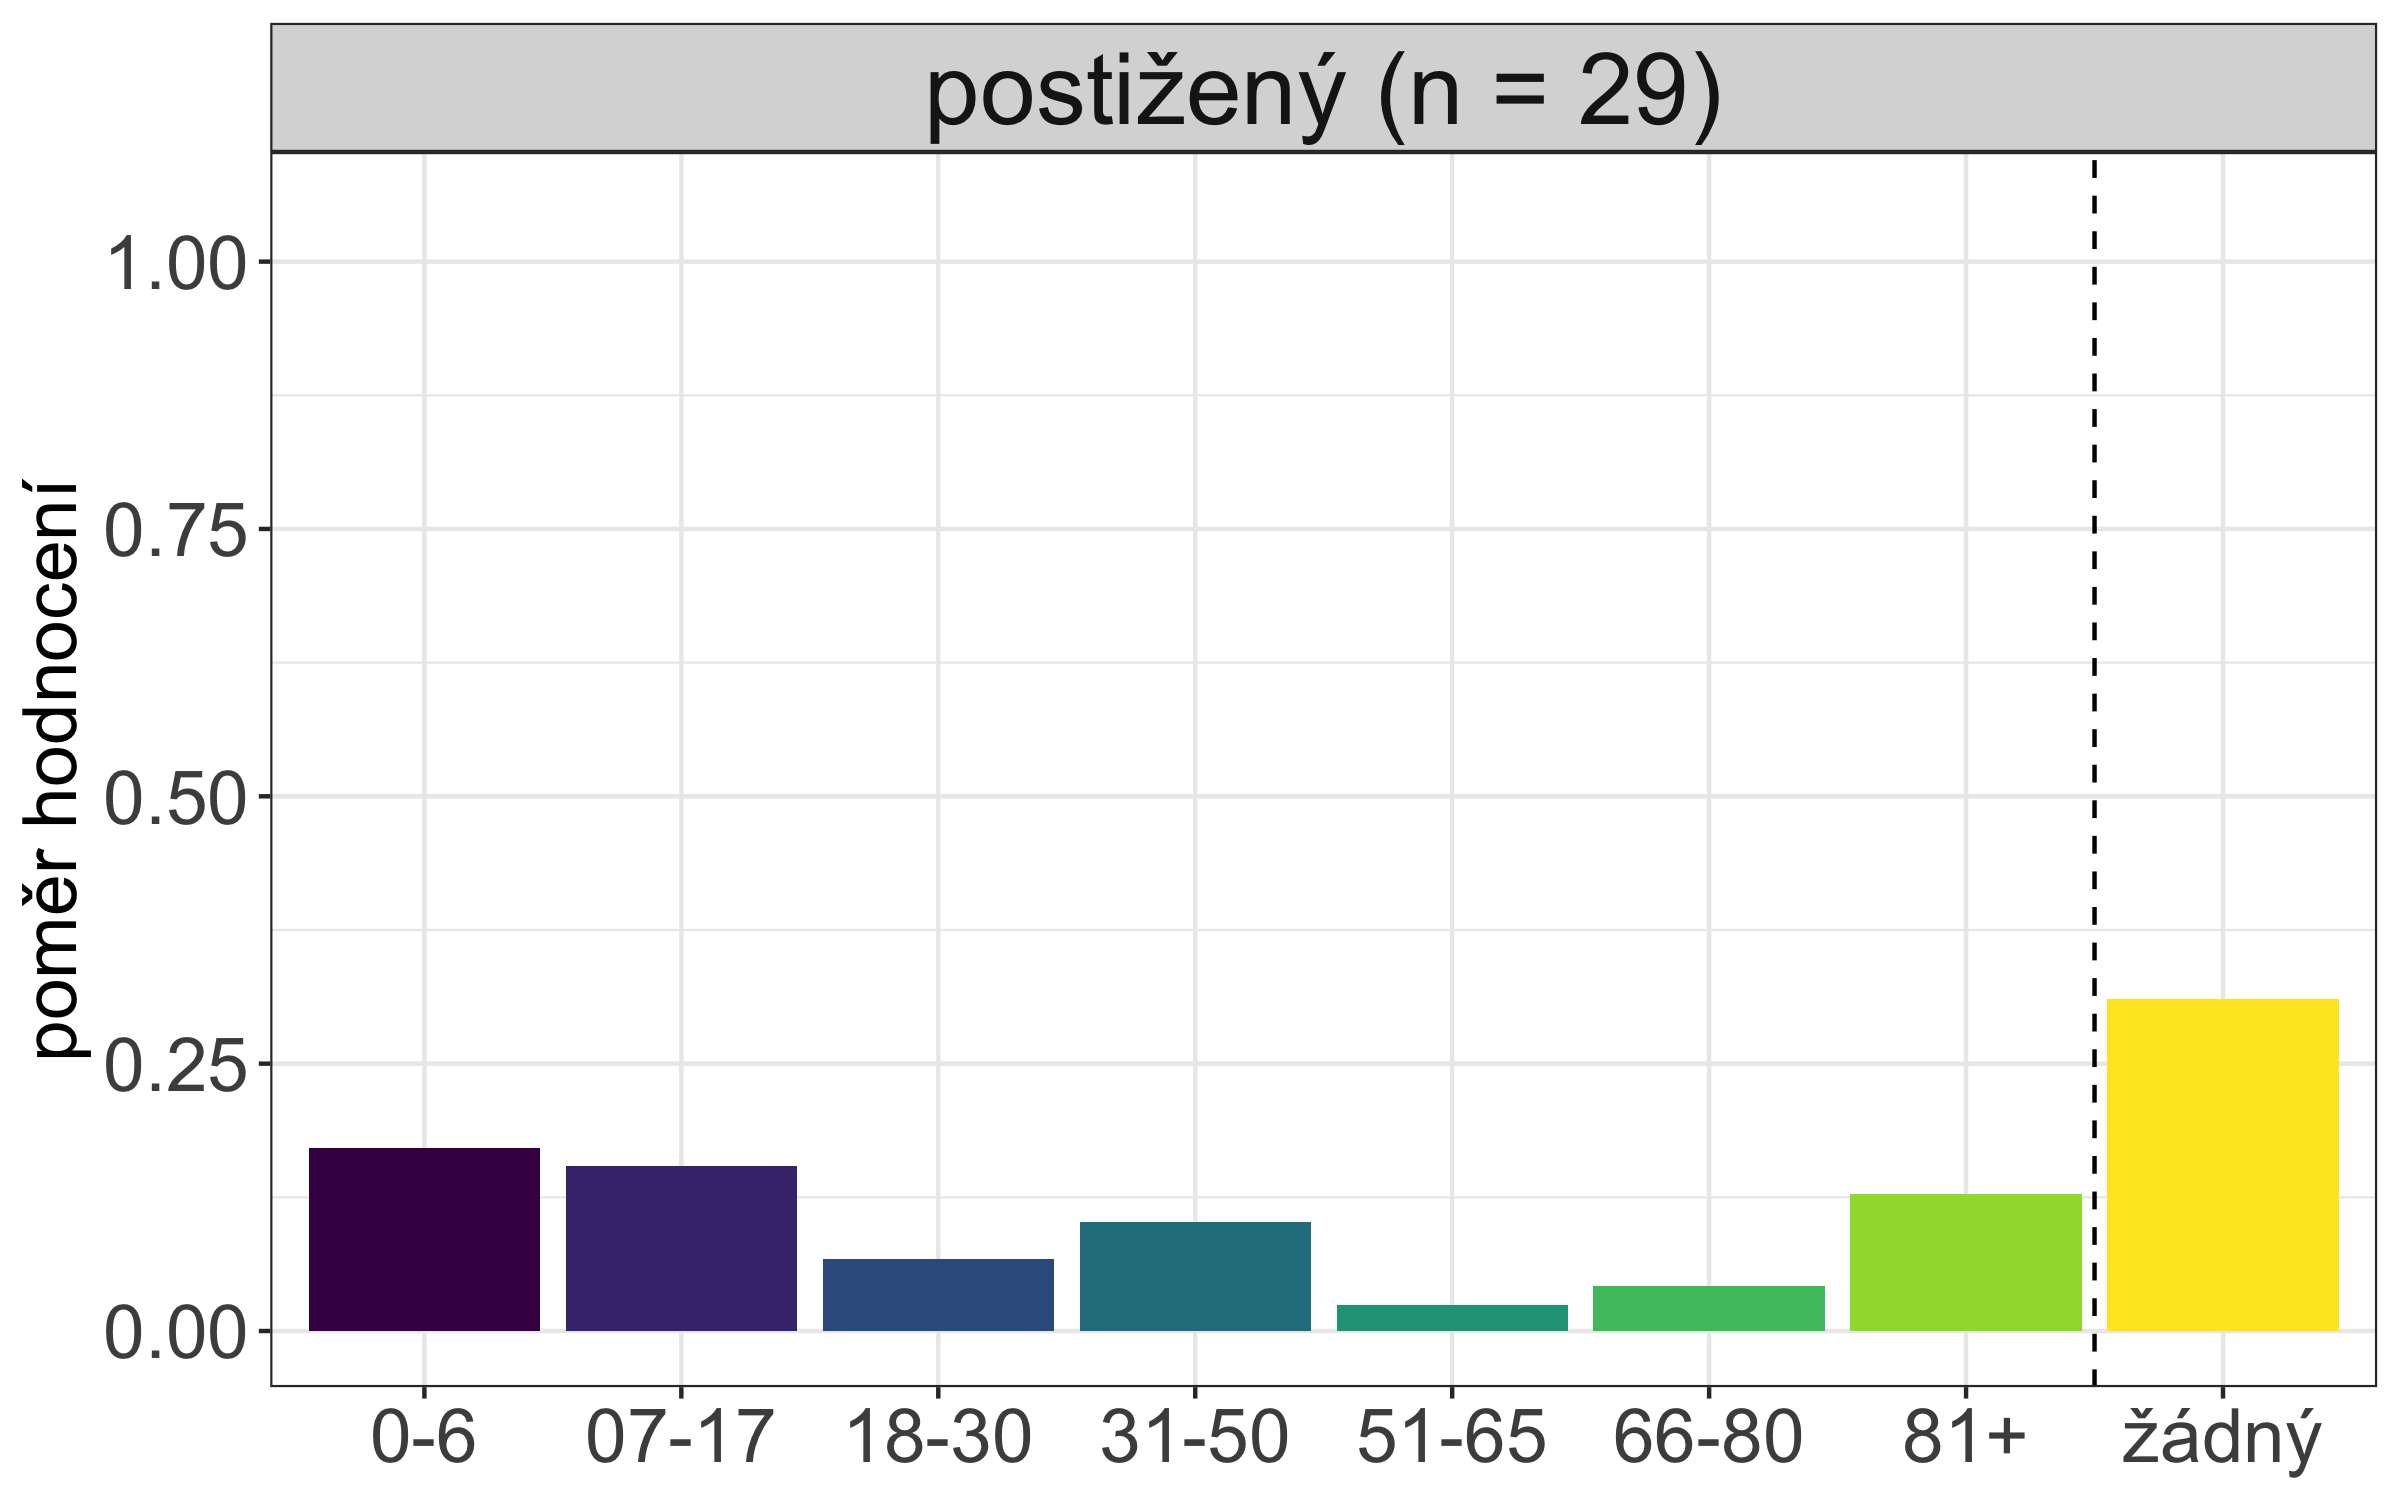 postižený (n = 29)
poměr hodnocení
1.00
0.75
0.50
0.25
0.00
0-6 07-17 18-30 31-50 51-65 66-80 81+ žádný